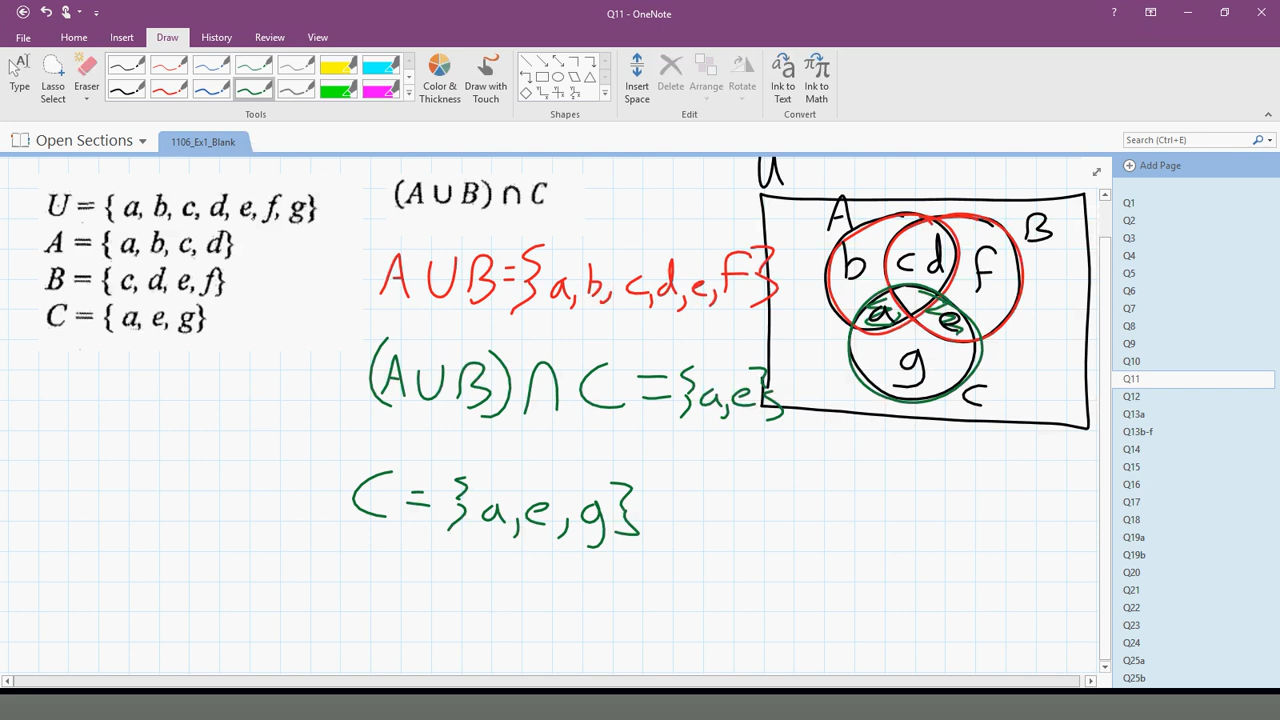 Q11 - OneNote
File Home Insert Draw History Review View
Type Lasso Select Eraser Color & Thickness Draw with Touch Insert Space Delete Arrange Rotate Ink to Text Ink to Math
Tools Shapes Edit Convert
Open Sections 1106_Ex1_Blank Search (Ctrl+E)
Add Page
U = { a, b, c, d, e, f, g}
A = { a, b, c, d}
B = { c, d, e, f}
C = { a, e, g}
(A ∪ B) ∩ C
A ∪ B = {a, b, c, d, e, f}
(A ∪ B) ∩ C = {a, e}
C = {a, e, g}
U
A
B
b c d f
a e
g
C
Q1
Q2
Q3
Q4
Q5
Q6
Q7
Q8
Q9
Q10
Q11
Q12
Q13a
Q13b-f
Q14
Q15
Q16
Q17
Q18
Q19a
Q19b
Q20
Q21
Q22
Q23
Q24
Q25a
Q25b